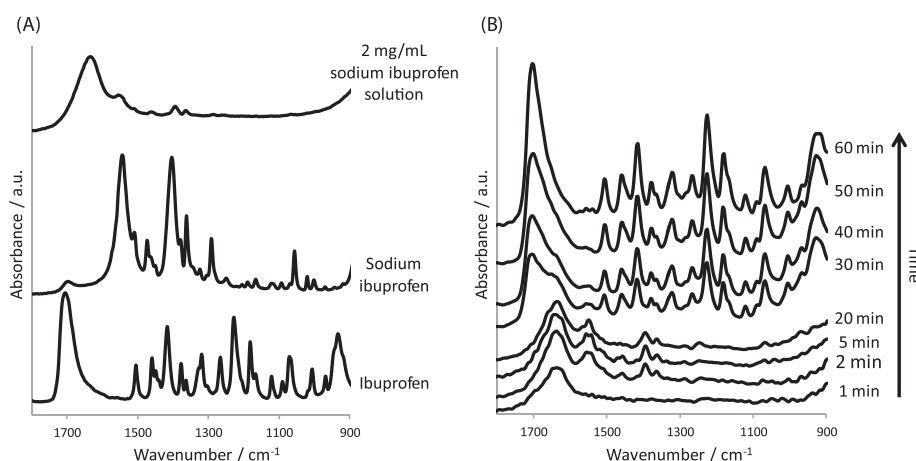 (A)
2 mg/mL
sodium ibuprofen
solution
Sodium
ibuprofen
Ibuprofen
Absorbance / a.u.
1700
1500
1300
1100
900
Wavenumber / cm-1
(B)
60 min
50 min
40 min
30 min
20 min
5 min
2 min
1 min
Time
Absorbance / a.u.
1700
1500
1300
1100
900
Wavenumber / cm-1